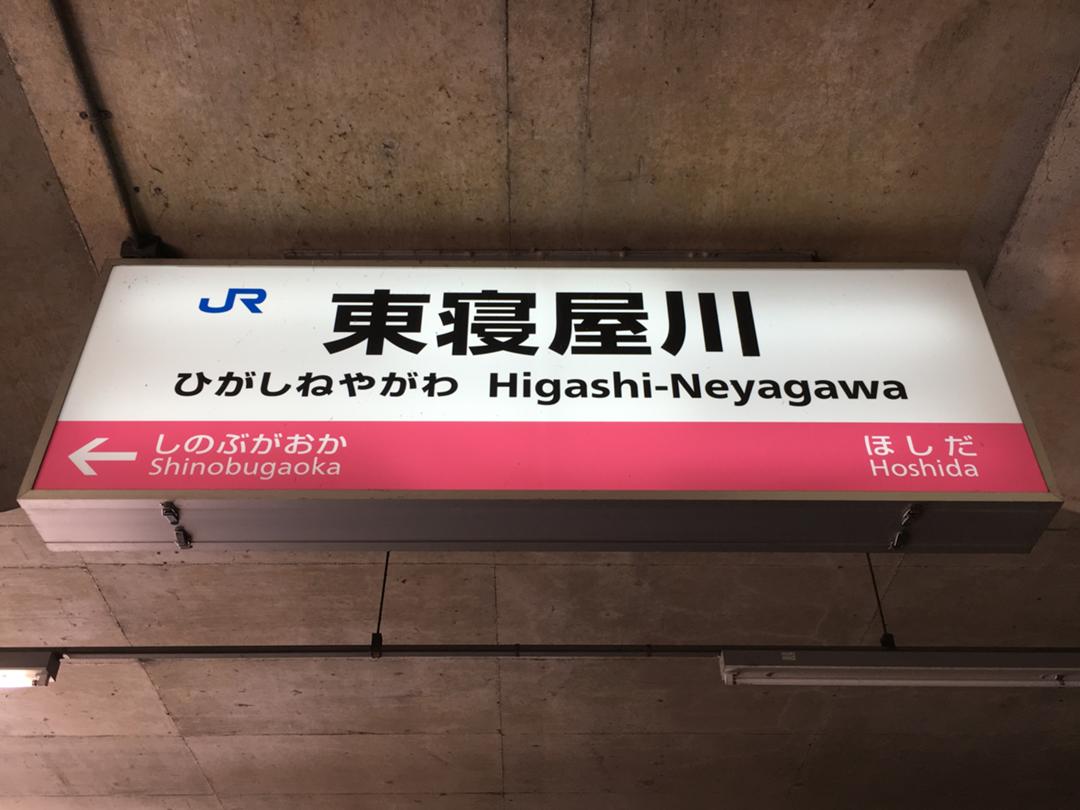 JR 東寝屋川
ひがしねやがわ Higashi-Neyagawa
← しのぶがおか
Shinobugaoka
ほしだ
Hoshida